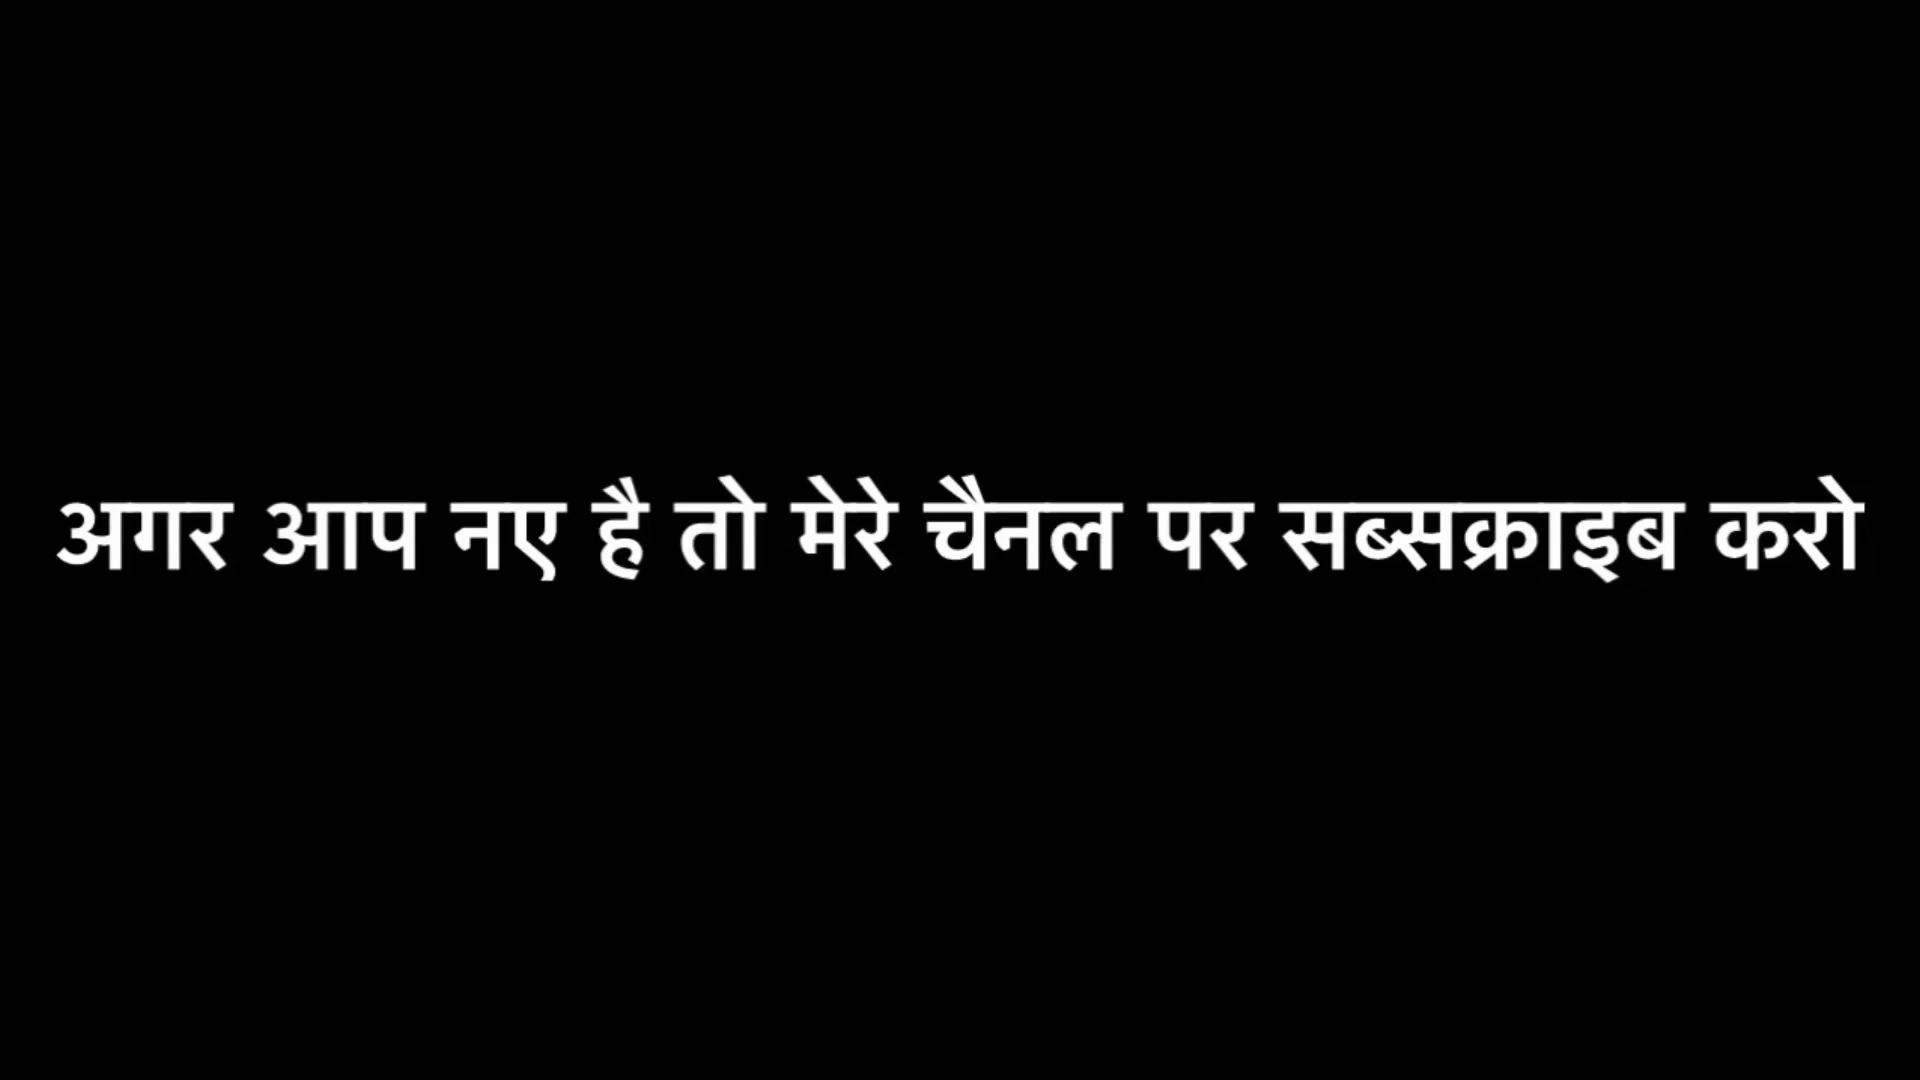 अगर आप नए है तो मेरे चैनल पर सब्सक्राइब करो